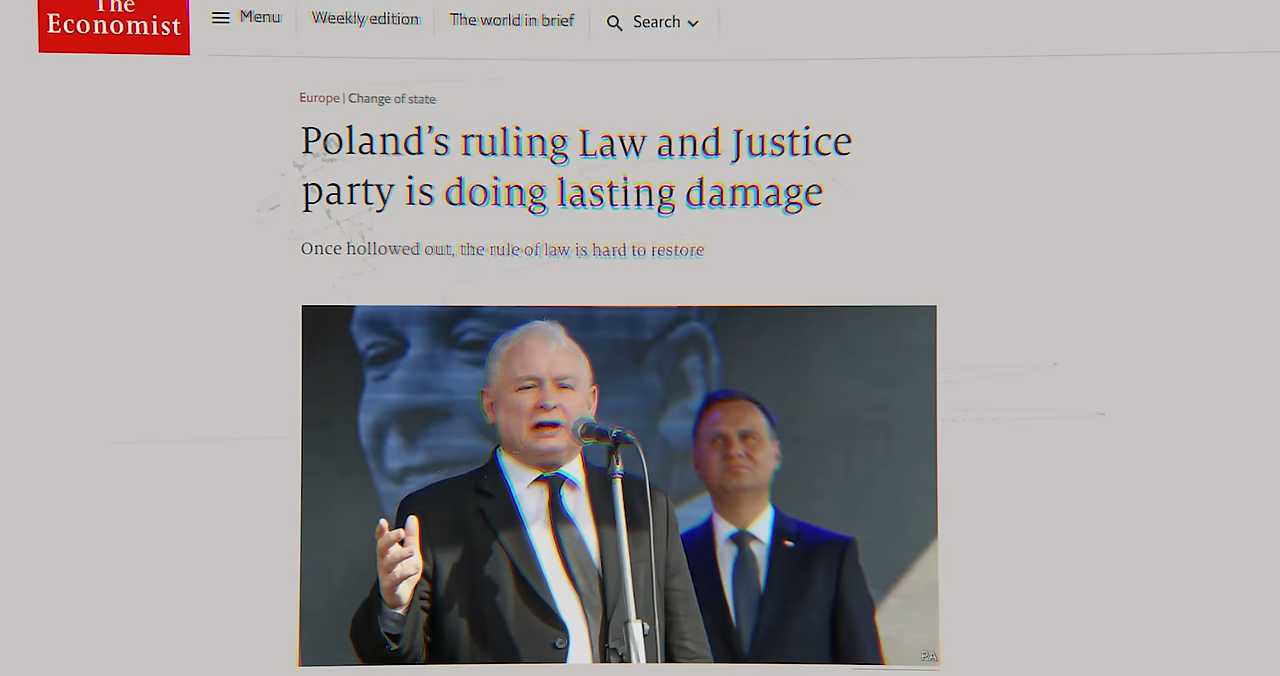 The
Economist
Menu
Weekly edition
The world in brief
Search
Europe | Change of state
Poland's ruling Law and Justice
party is doing lasting damage
Once hollowed out, the rule of law is hard to restore
PA